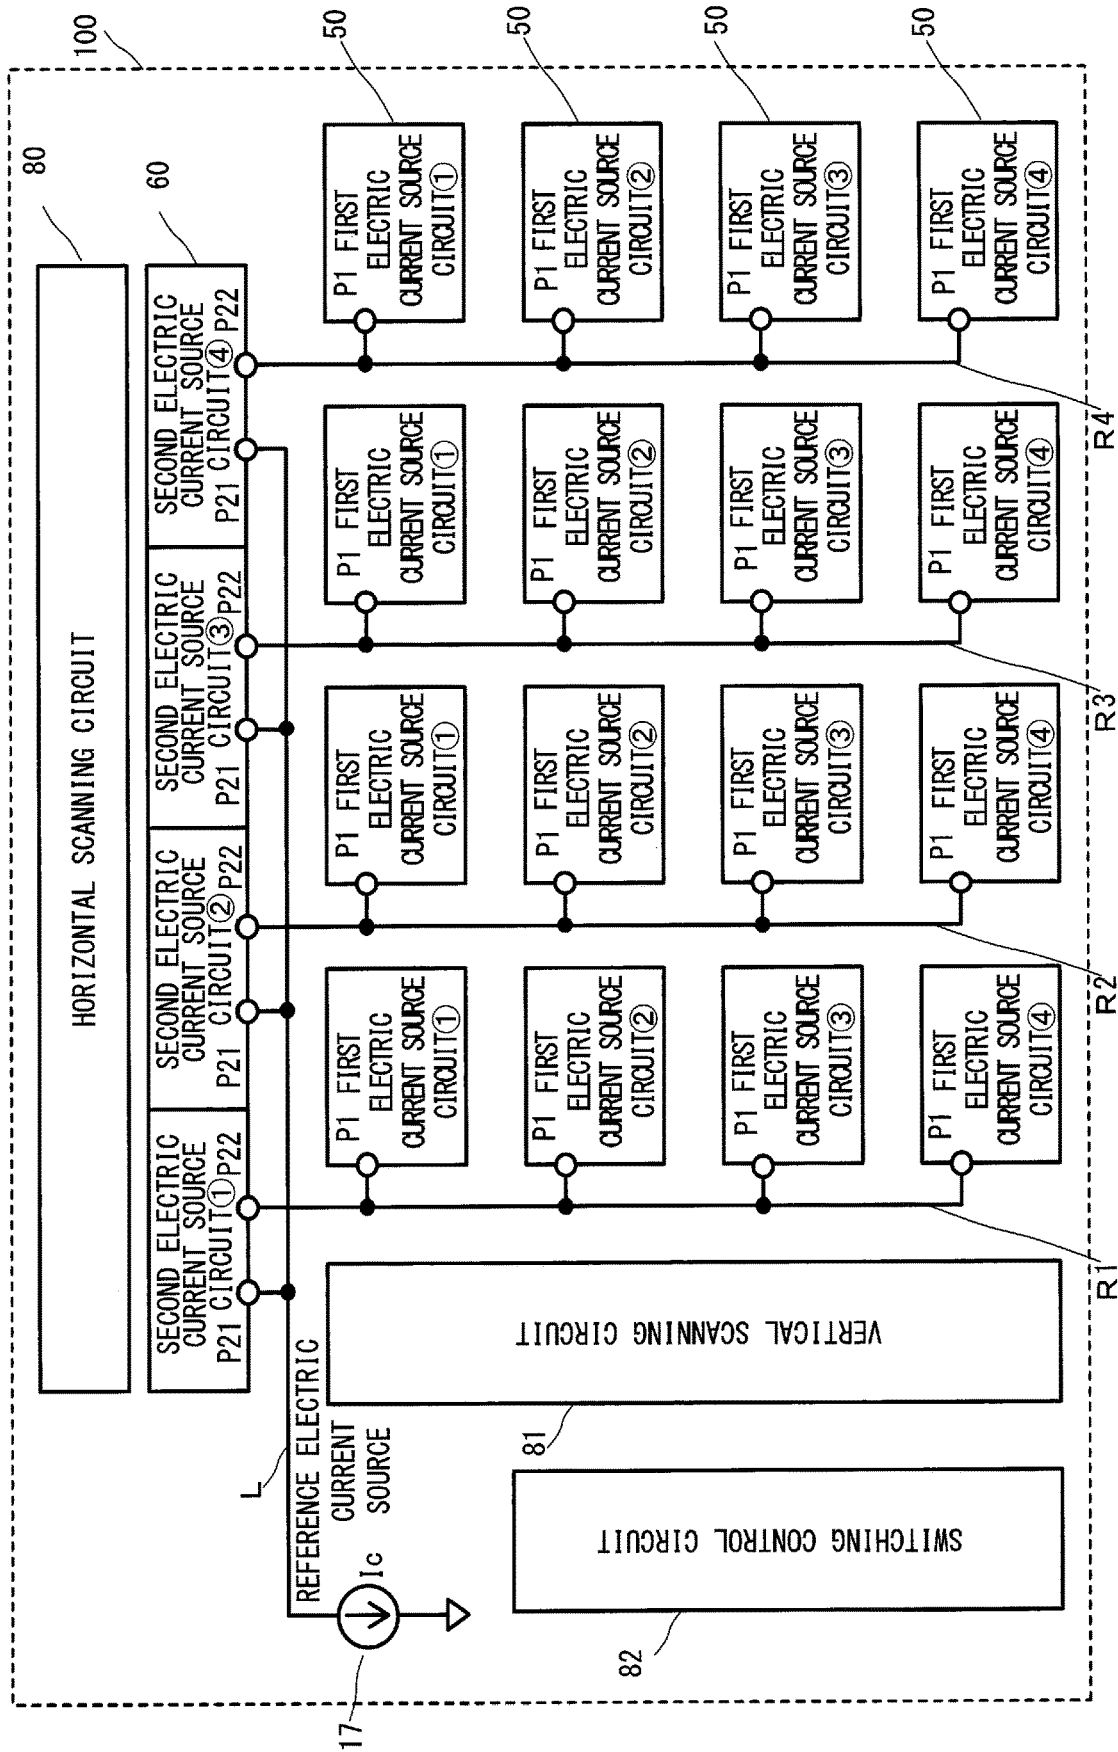 100
80
HORIZONTAL SCANNING CIRCUIT
60
SECOND ELECTRIC
CURRENT SOURCE
P21 CIRCUIT① P22
SECOND ELECTRIC
CURRENT SOURCE
P21 CIRCUIT② P22
SECOND ELECTRIC
CURRENT SOURCE
P21 CIRCUIT③ P22
SECOND ELECTRIC
CURRENT SOURCE
P21 CIRCUIT④ P22
L
REFERENCE ELECTRIC
CURRENT
SOURCE
Ic
17
P1 FIRST
ELECTRIC
CURRENT SOURCE
CIRCUIT①
P1 FIRST
ELECTRIC
CURRENT SOURCE
CIRCUIT①
P1 FIRST
ELECTRIC
CURRENT SOURCE
CIRCUIT①
P1 FIRST
ELECTRIC
CURRENT SOURCE
CIRCUIT①
50
P1 FIRST
ELECTRIC
CURRENT SOURCE
CIRCUIT②
P1 FIRST
ELECTRIC
CURRENT SOURCE
CIRCUIT②
P1 FIRST
ELECTRIC
CURRENT SOURCE
CIRCUIT②
P1 FIRST
ELECTRIC
CURRENT SOURCE
CIRCUIT②
50
P1 FIRST
ELECTRIC
CURRENT SOURCE
CIRCUIT③
P1 FIRST
ELECTRIC
CURRENT SOURCE
CIRCUIT③
P1 FIRST
ELECTRIC
CURRENT SOURCE
CIRCUIT③
P1 FIRST
ELECTRIC
CURRENT SOURCE
CIRCUIT③
50
P1 FIRST
ELECTRIC
CURRENT SOURCE
CIRCUIT④
P1 FIRST
ELECTRIC
CURRENT SOURCE
CIRCUIT④
P1 FIRST
ELECTRIC
CURRENT SOURCE
CIRCUIT④
P1 FIRST
ELECTRIC
CURRENT SOURCE
CIRCUIT④
50
81
VERTICAL SCANNING CIRCUIT
82
SWITCHING CONTROL CIRCUIT
R1
R2
R3
R4